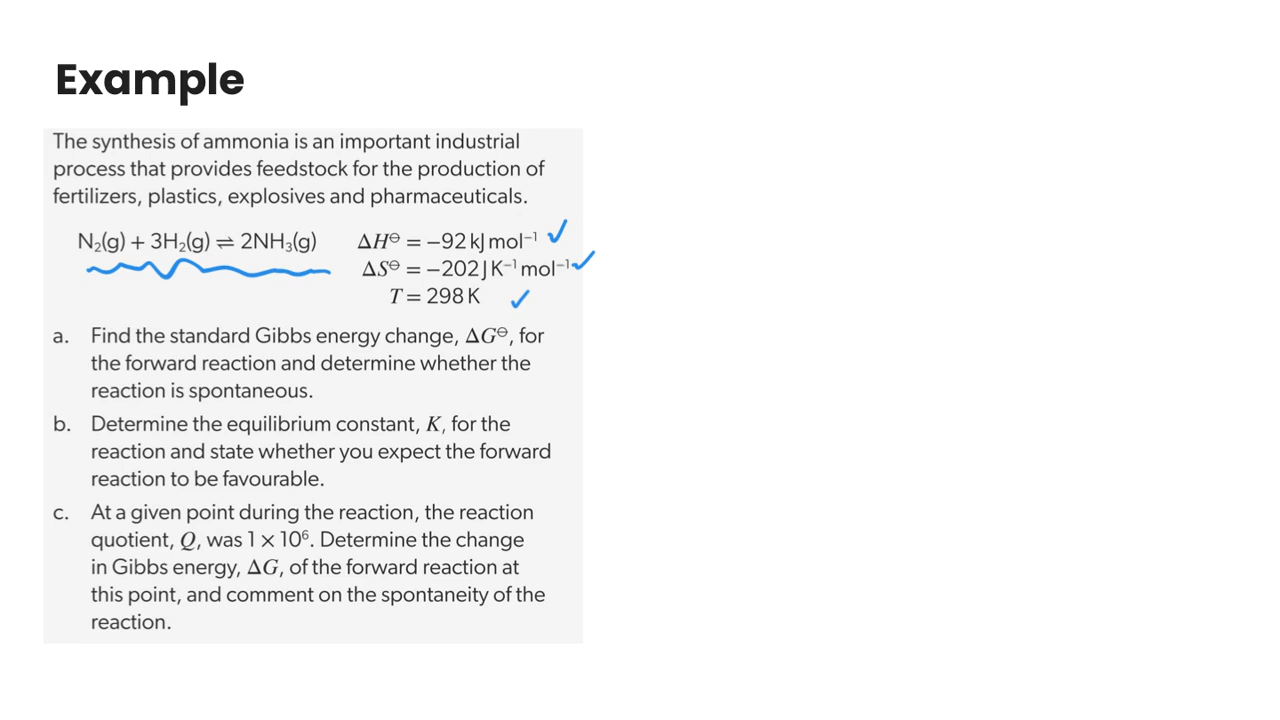 Example
The synthesis of ammonia is an important industrial
process that provides feedstock for the production of
fertilizers, plastics, explosives and pharmaceuticals.
N₂(g) + 3H₂(g) ⇌ 2NH₃(g) ΔH⦵ = −92 kJ mol⁻¹
ΔS⦵ = −202 J K⁻¹ mol⁻¹
T = 298 K
a. Find the standard Gibbs energy change, ΔG⦵, for
the forward reaction and determine whether the
reaction is spontaneous.
b. Determine the equilibrium constant, K, for the
reaction and state whether you expect the forward
reaction to be favourable.
c. At a given point during the reaction, the reaction
quotient, Q, was 1 × 10⁶. Determine the change
in Gibbs energy, ΔG, of the forward reaction at
this point, and comment on the spontaneity of the
reaction.